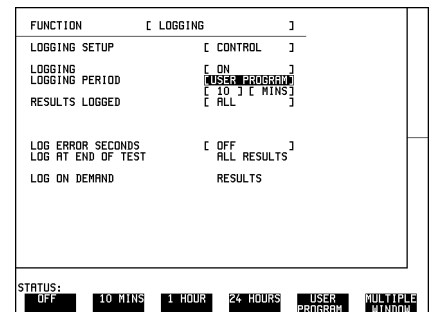 FUNCTION [ LOGGING ]
LOGGING SETUP [ CONTROL ]
LOGGING [ ON ]
LOGGING PERIOD [USER PROGRAM]
[ 10 ] [ MINS]
RESULTS LOGGED [ ALL ]
LOG ERROR SECONDS [ OFF ]
LOG AT END OF TEST ALL RESULTS
LOG ON DEMAND RESULTS
STATUS:
OFF 10 MINS 1 HOUR 24 HOURS USER PROGRAM MULTIPLE WINDOW